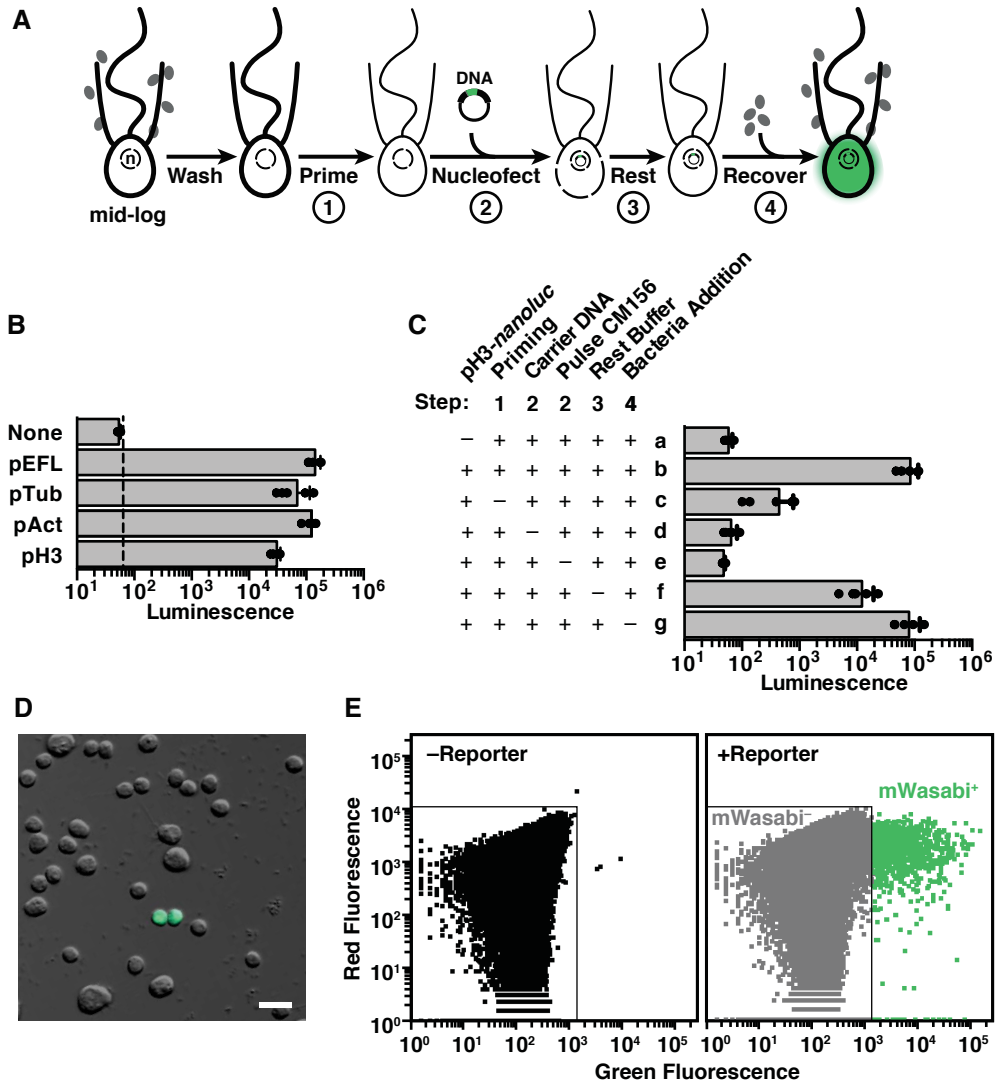 A
DNA
n
Wash
Prime
Nucleofect
Rest
Recover
mid-log
1
2
3
4
B
None
pEFL
pTub
pAct
pH3
10¹ 10² 10³ 10⁴ 10⁵ 10⁶
Luminescence
C
pH3-nanoluc
Priming
Carrier DNA
Pulse CM156
Rest Buffer
Bacteria Addition
Step: 1 2 2 3 4
− + + + + + a
+ + + + + + b
+ − + + + + c
+ + − + + + d
+ + + − + + e
+ + + + − + f
+ + + + + − g
10¹ 10² 10³ 10⁴ 10⁵ 10⁶
Luminescence
D
E
−Reporter
+Reporter
mWasabi⁺
mWasabi⁻
Red Fluorescence
10⁵
10⁴
10³
10²
10¹
10⁰
10⁰ 10¹ 10² 10³ 10⁴ 10⁵
10⁰ 10¹ 10² 10³ 10⁴ 10⁵
Green Fluorescence